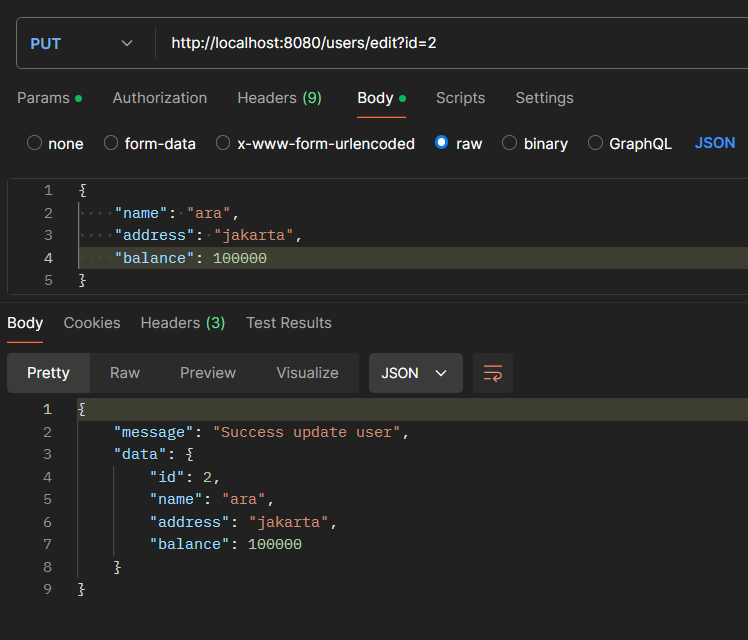 PUT http://localhost:8080/users/edit?id=2
Params Authorization Headers (9) Body Scripts Settings
none form-data x-www-form-urlencoded raw binary GraphQL JSON
1 {
2 "name": "ara",
3 "address": "jakarta",
4 "balance": 100000
5 }
Body Cookies Headers (3) Test Results
Pretty Raw Preview Visualize JSON
1 {
2 "message": "Success update user",
3 "data": {
4 "id": 2,
5 "name": "ara",
6 "address": "jakarta",
7 "balance": 100000
8 }
9 }